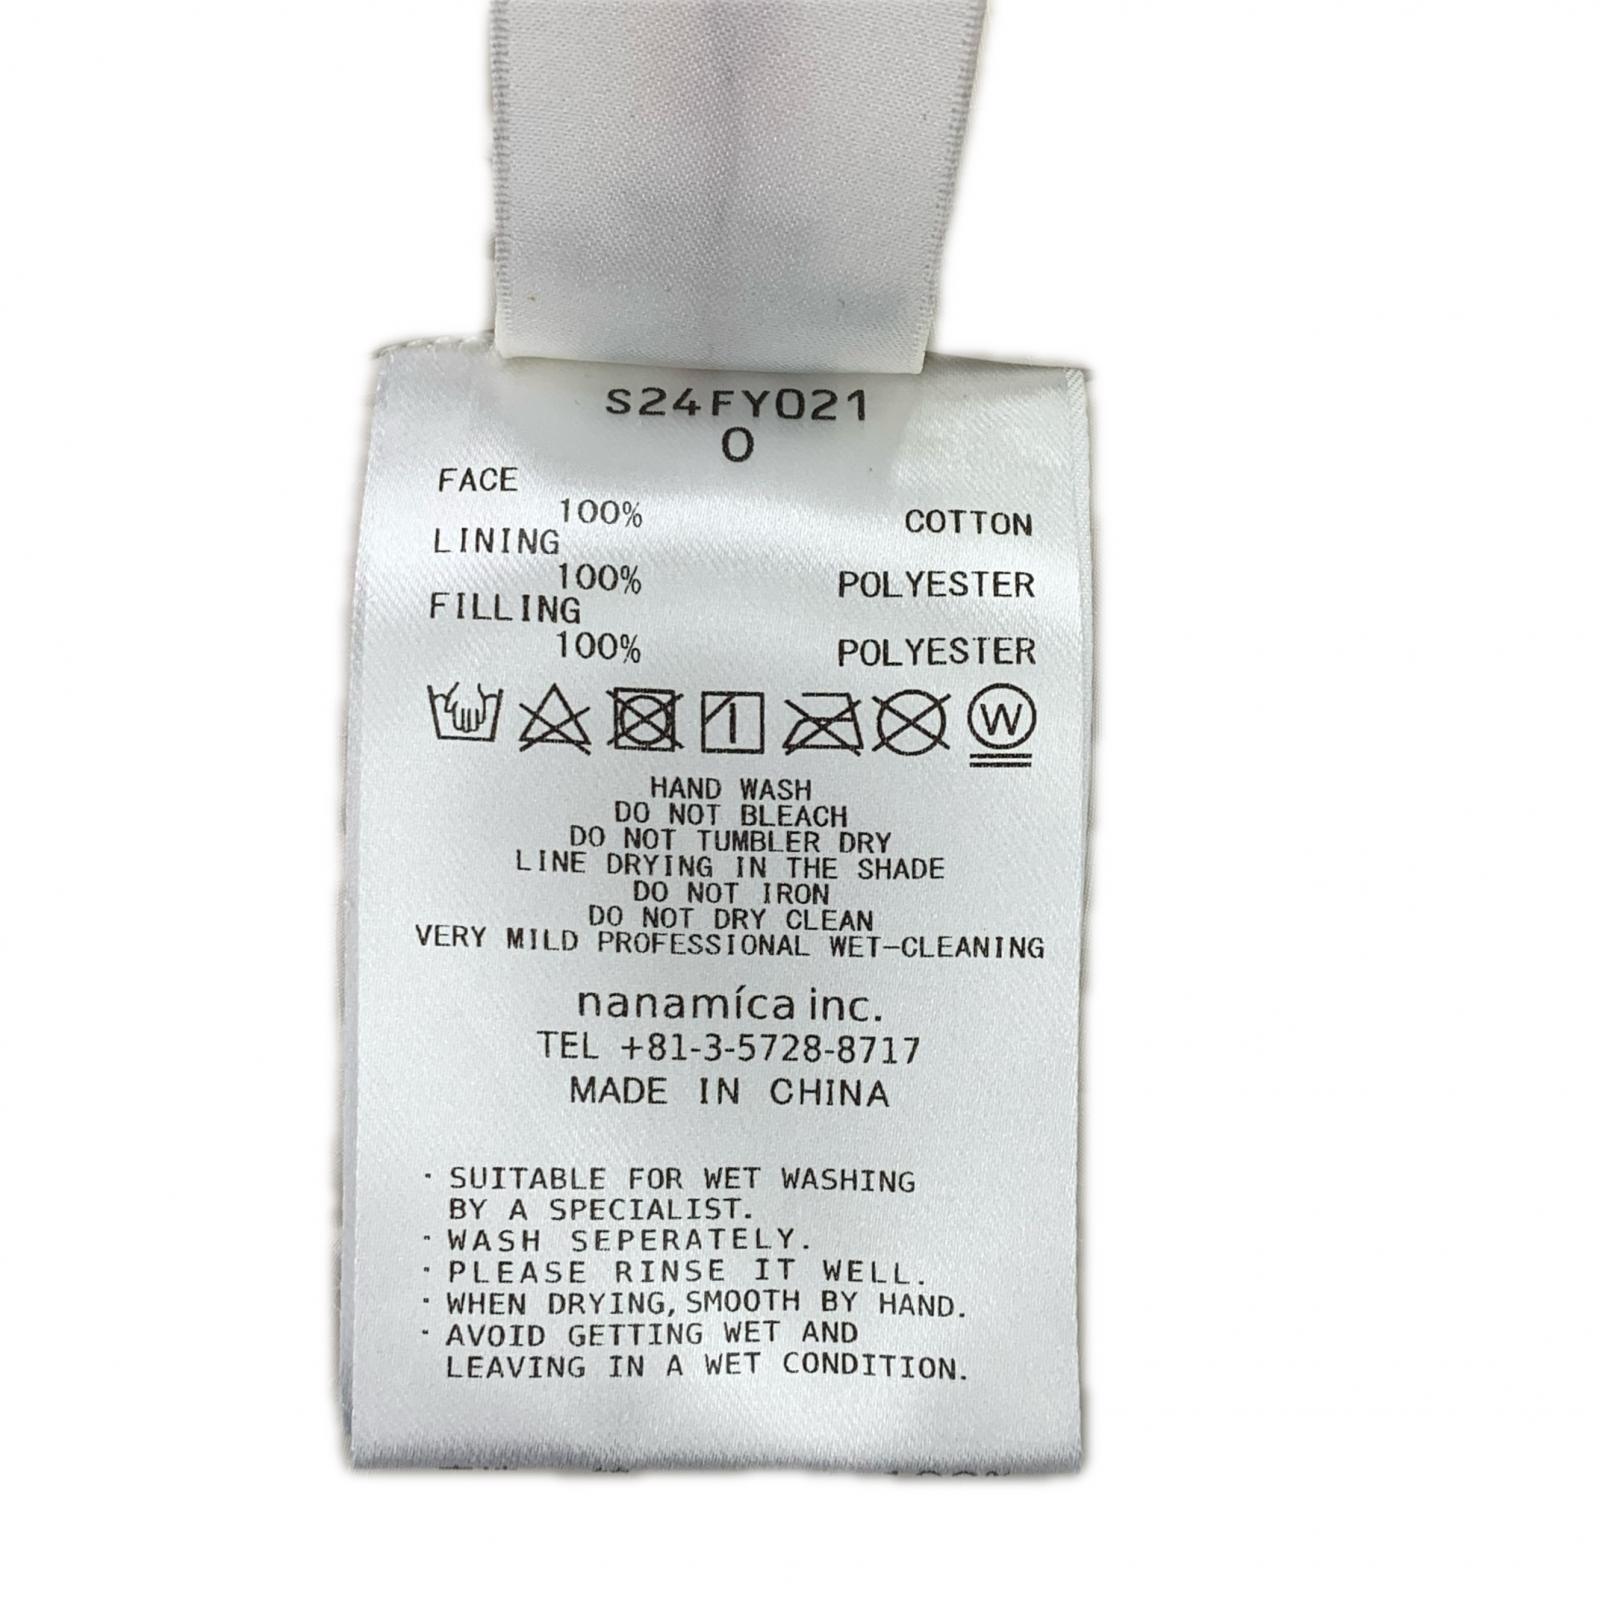 S24FY021
0
FACE
100% COTTON
LINING
100% POLYESTER
FILLING
100% POLYESTER
W
HAND WASH
DO NOT BLEACH
DO NOT TUMBLER DRY
LINE DRYING IN THE SHADE
DO NOT IRON
DO NOT DRY CLEAN
VERY MILD PROFESSIONAL WET-CLEANING
nanamíca inc.
TEL +81-3-5728-8717
MADE IN CHINA
· SUITABLE FOR WET WASHING
BY A SPECIALIST.
· WASH SEPERATELY.
· PLEASE RINSE IT WELL.
· WHEN DRYING, SMOOTH BY HAND.
· AVOID GETTING WET AND
LEAVING IN A WET CONDITION.